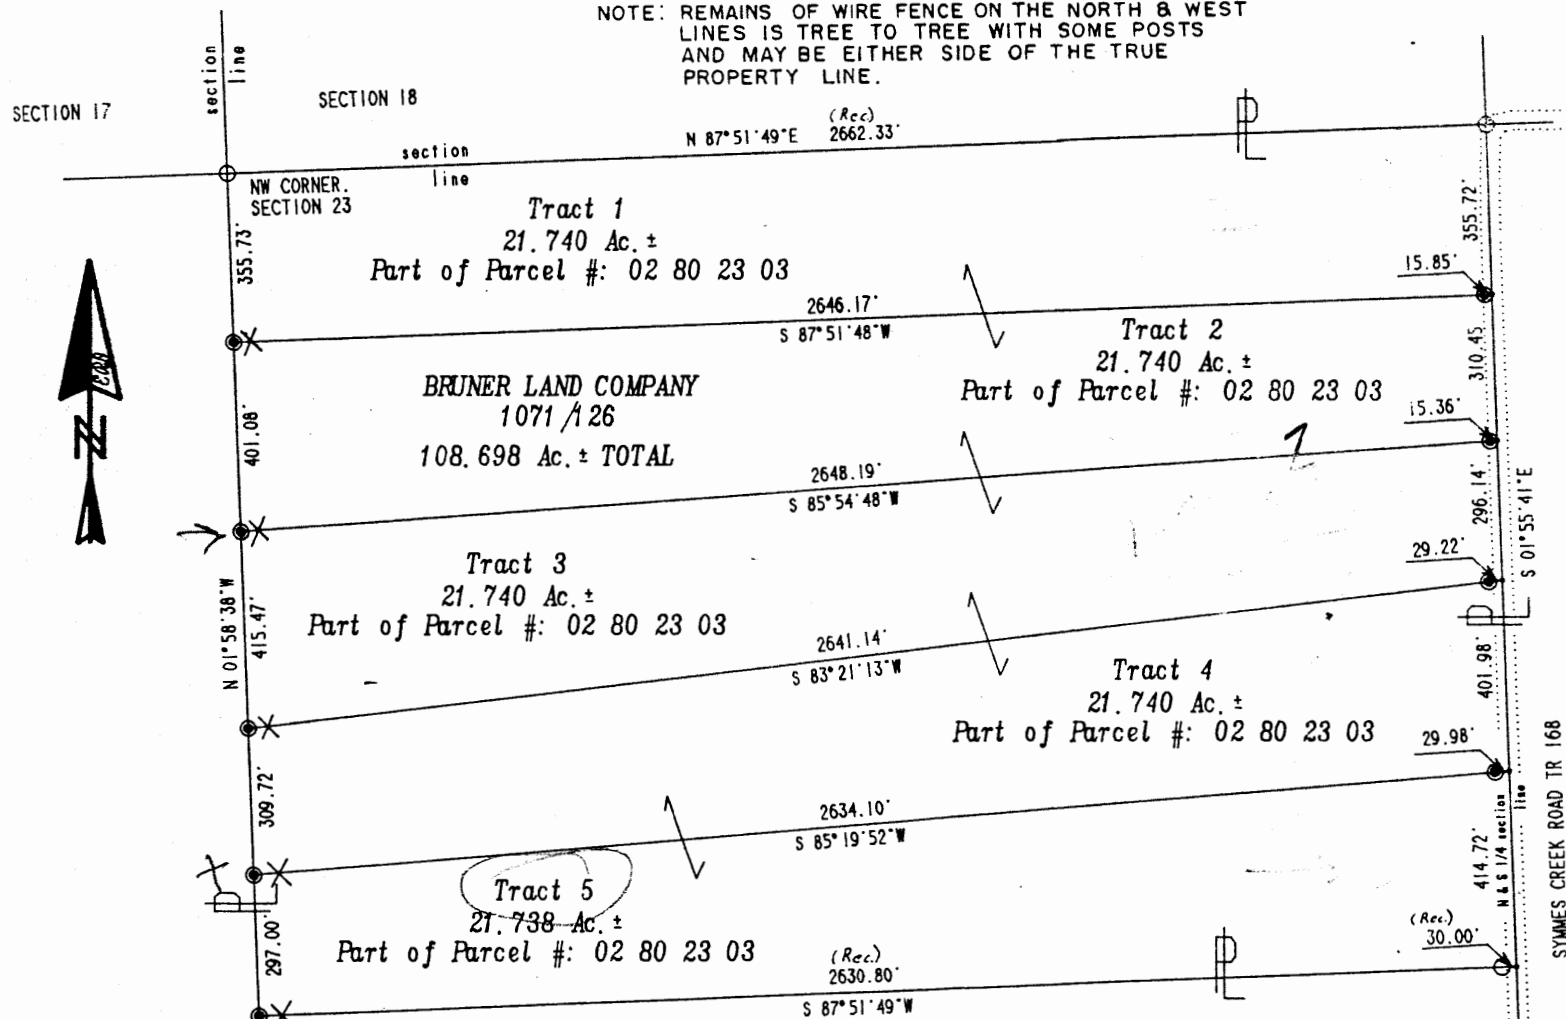 NOTE: REMAINS OF WIRE FENCE ON THE NORTH & WEST
LINES IS TREE TO TREE WITH SOME POSTS
AND MAY BE EITHER SIDE OF THE TRUE
PROPERTY LINE.
section
line
SECTION 17
SECTION 18
(Rec)
N 87°51'49"E 2662.33'
PL
section
line
NW CORNER.
SECTION 23
Tract 1
21.740 Ac.±
Part of Parcel #: 02 80 23 03
355.73'
355.72'
15.85'
2646.17'
S 87°51'48"W
Tract 2
21.740 Ac.±
Part of Parcel #: 02 80 23 03
310.45
BRUNER LAND COMPANY
1071/126
108.698 Ac.± TOTAL
401.08'
15.36'
N
2648.19'
S 85°54'48"W
296.14'
S 01°55'41"E
Tract 3
21.740 Ac.±
Part of Parcel #: 02 80 23 03
N 01°58'38"W
415.47'
29.22'
2641.14'
S 83°21'13"W
PL
Tract 4
21.740 Ac.±
Part of Parcel #: 02 80 23 03
401.98'
29.98'
309.72'
2634.10'
S 85°19'52"W
N & S 1/4 section
line
SYMMES CREEK ROAD TR 168
414.72'
PL
Tract 5
21.738 Ac.±
Part of Parcel #: 02 80 23 03
297.00'
(Rec.)
30.00'
(Rec.)
2630.80'
S 87°51'49"W
PL